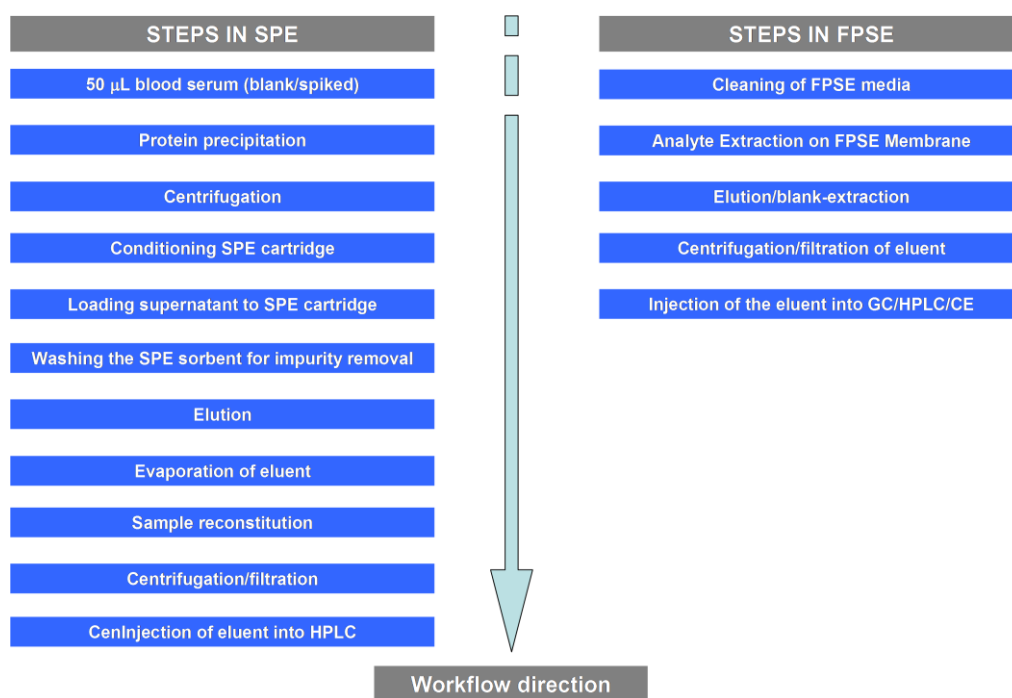 STEPS IN SPE
50 μL blood serum (blank/spiked)
Protein precipitation
Centrifugation
Conditioning SPE cartridge
Loading supernatant to SPE cartridge
Washing the SPE sorbent for impurity removal
Elution
Evaporation of eluent
Sample reconstitution
Centrifugation/filtration
CenInjection of eluent into HPLC
STEPS IN FPSE
Cleaning of FPSE media
Analyte Extraction on FPSE Membrane
Elution/blank-extraction
Centrifugation/filtration of eluent
Injection of the eluent into GC/HPLC/CE
Workflow direction